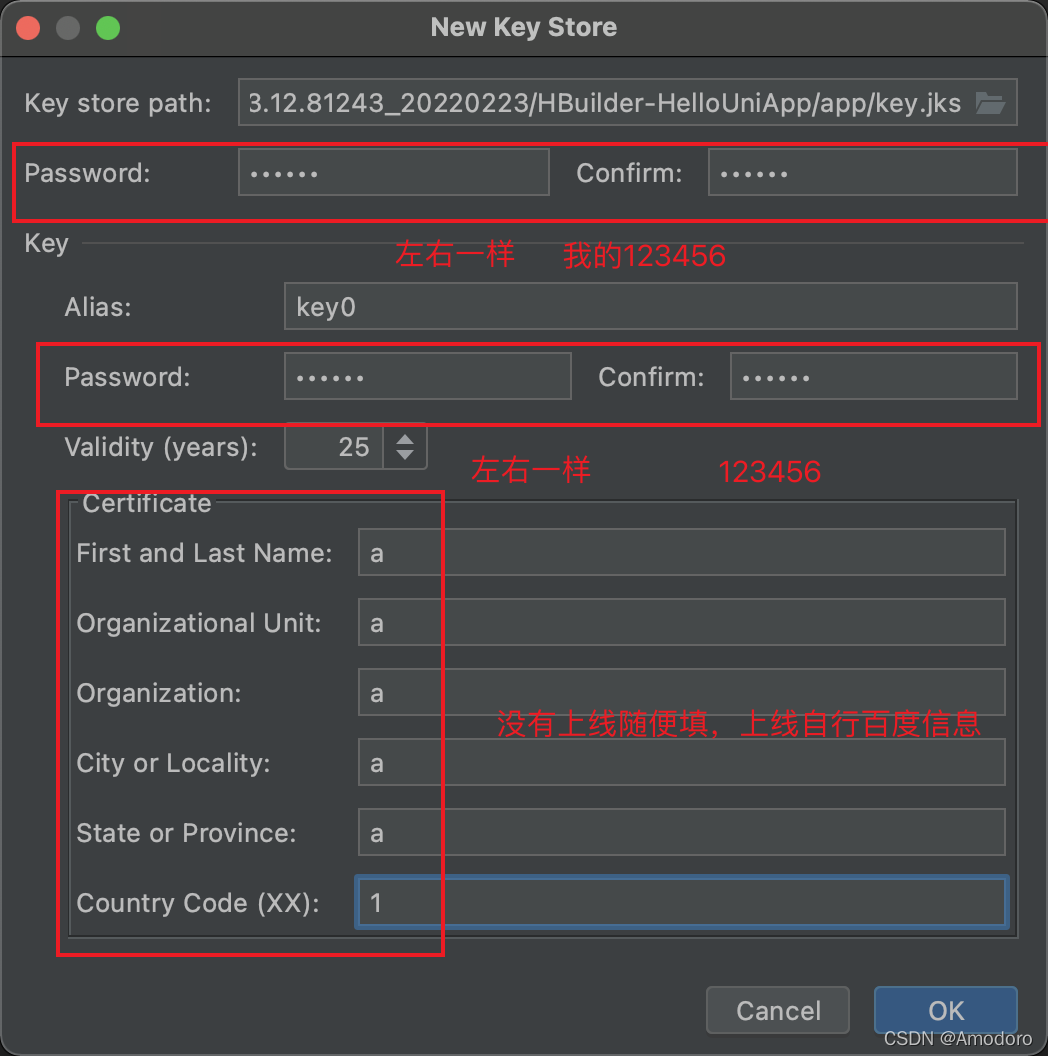 New Key Store
Key store path: 3.12.81243_20220223/HBuilder-HelloUniApp/app/key.jks
Password: •••••• Confirm: ••••••
Key
左右一样 我的123456
Alias: key0
Password: •••••• Confirm: ••••••
Validity (years): 25
左右一样 123456
Certificate
First and Last Name: a
Organizational Unit: a
Organization: a
没有上线随便填，上线自行百度信息
City or Locality: a
State or Province: a
Country Code (XX): 1
Cancel OK
CSDN @Amodoro